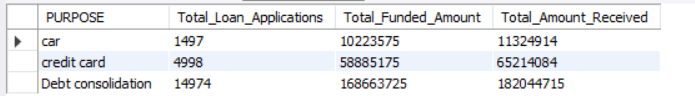 PURPOSE Total_Loan_Applications Total_Funded_Amount Total_Amount_Received
car 1497 10223575 11324914
credit card 4998 58885175 65214084
Debt consolidation 14974 168663725 182044715